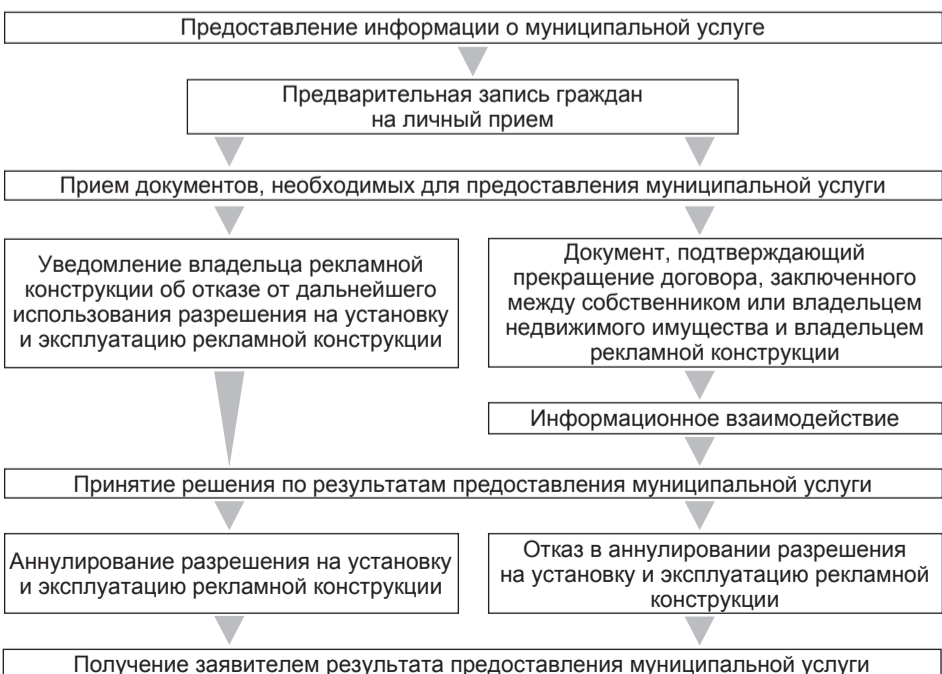 Предоставление информации о муниципальной услуге
Предварительная запись граждан
на личный прием
Прием документов, необходимых для предоставления муниципальной услуги
Уведомление владельца рекламной
конструкции об отказе от дальнейшего
использования разрешения на установку
и эксплуатацию рекламной конструкции
Документ, подтверждающий
прекращение договора, заключенного
между собственником или владельцем
недвижимого имущества и владельцем
рекламной конструкции
Информационное взаимодействие
Принятие решения по результатам предоставления муниципальной услуги
Аннулирование разрешения на установку
и эксплуатацию рекламной конструкции
Отказ в аннулировании разрешения
на установку и эксплуатацию рекламной
конструкции
Получение заявителем результата предоставления муниципальной услуги